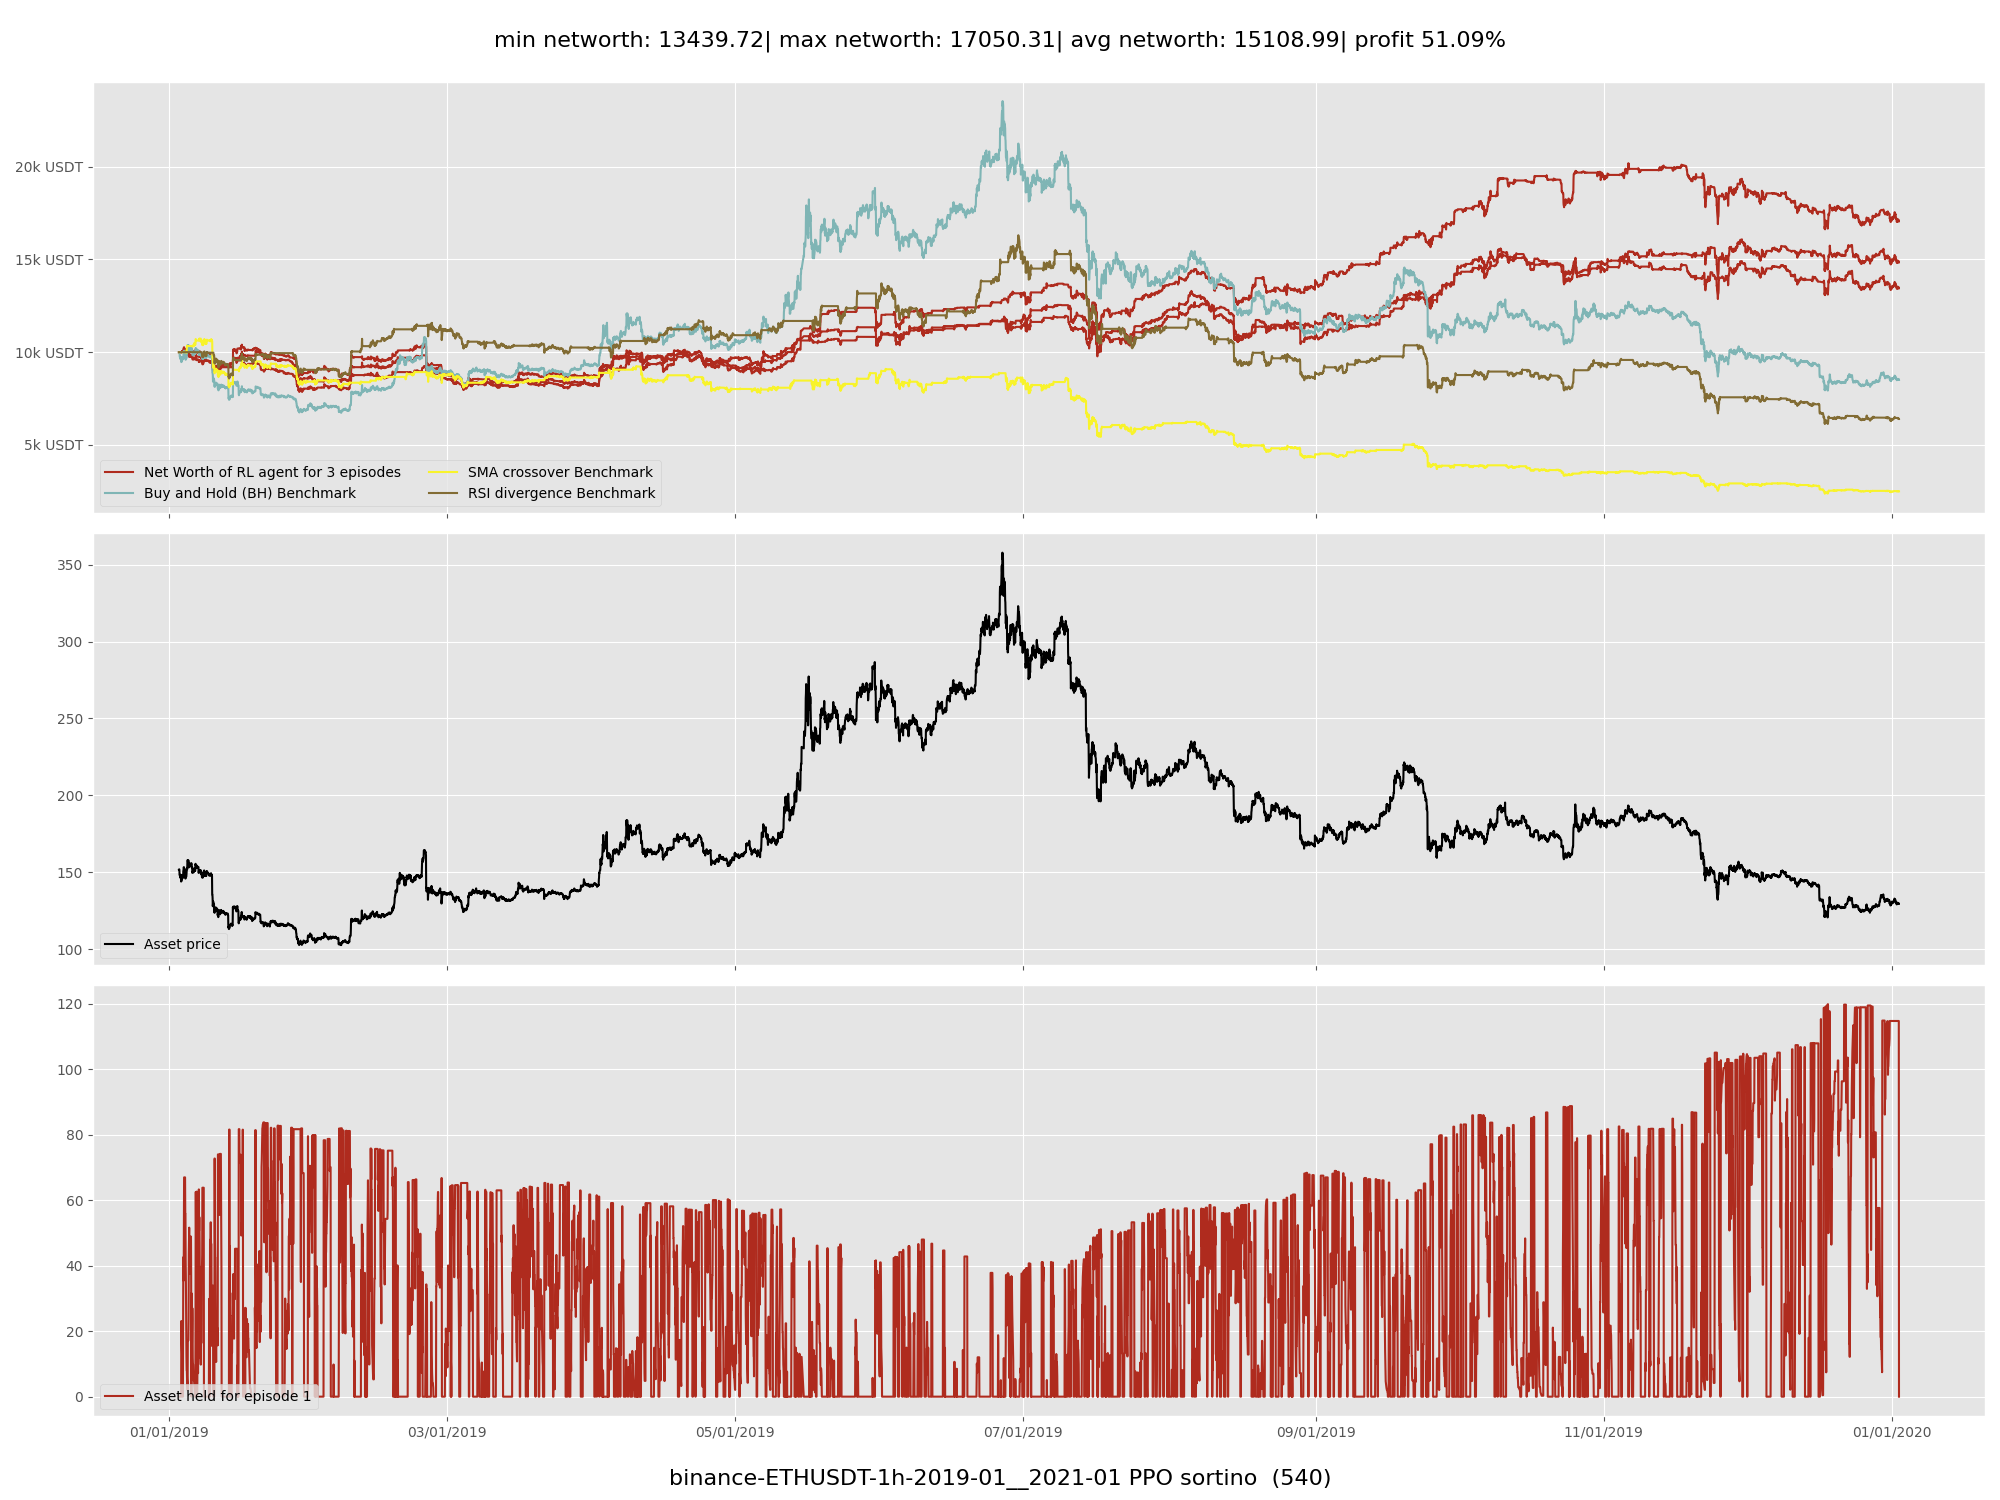 min networth: 13439.72| max networth: 17050.31| avg networth: 15108.99| profit 51.09%
20k USDT
15k USDT
10k USDT
5k USDT
Net Worth of RL agent for 3 episodes
Buy and Hold (BH) Benchmark
SMA crossover Benchmark
RSI divergence Benchmark
350
300
250
200
150
100
Asset price
120
100
80
60
40
20
0
Asset held for episode 1
01/01/2019 03/01/2019 05/01/2019 07/01/2019 09/01/2019 11/01/2019 01/01/2020
binance-ETHUSDT-1h-2019-01__2021-01 PPO sortino (540)